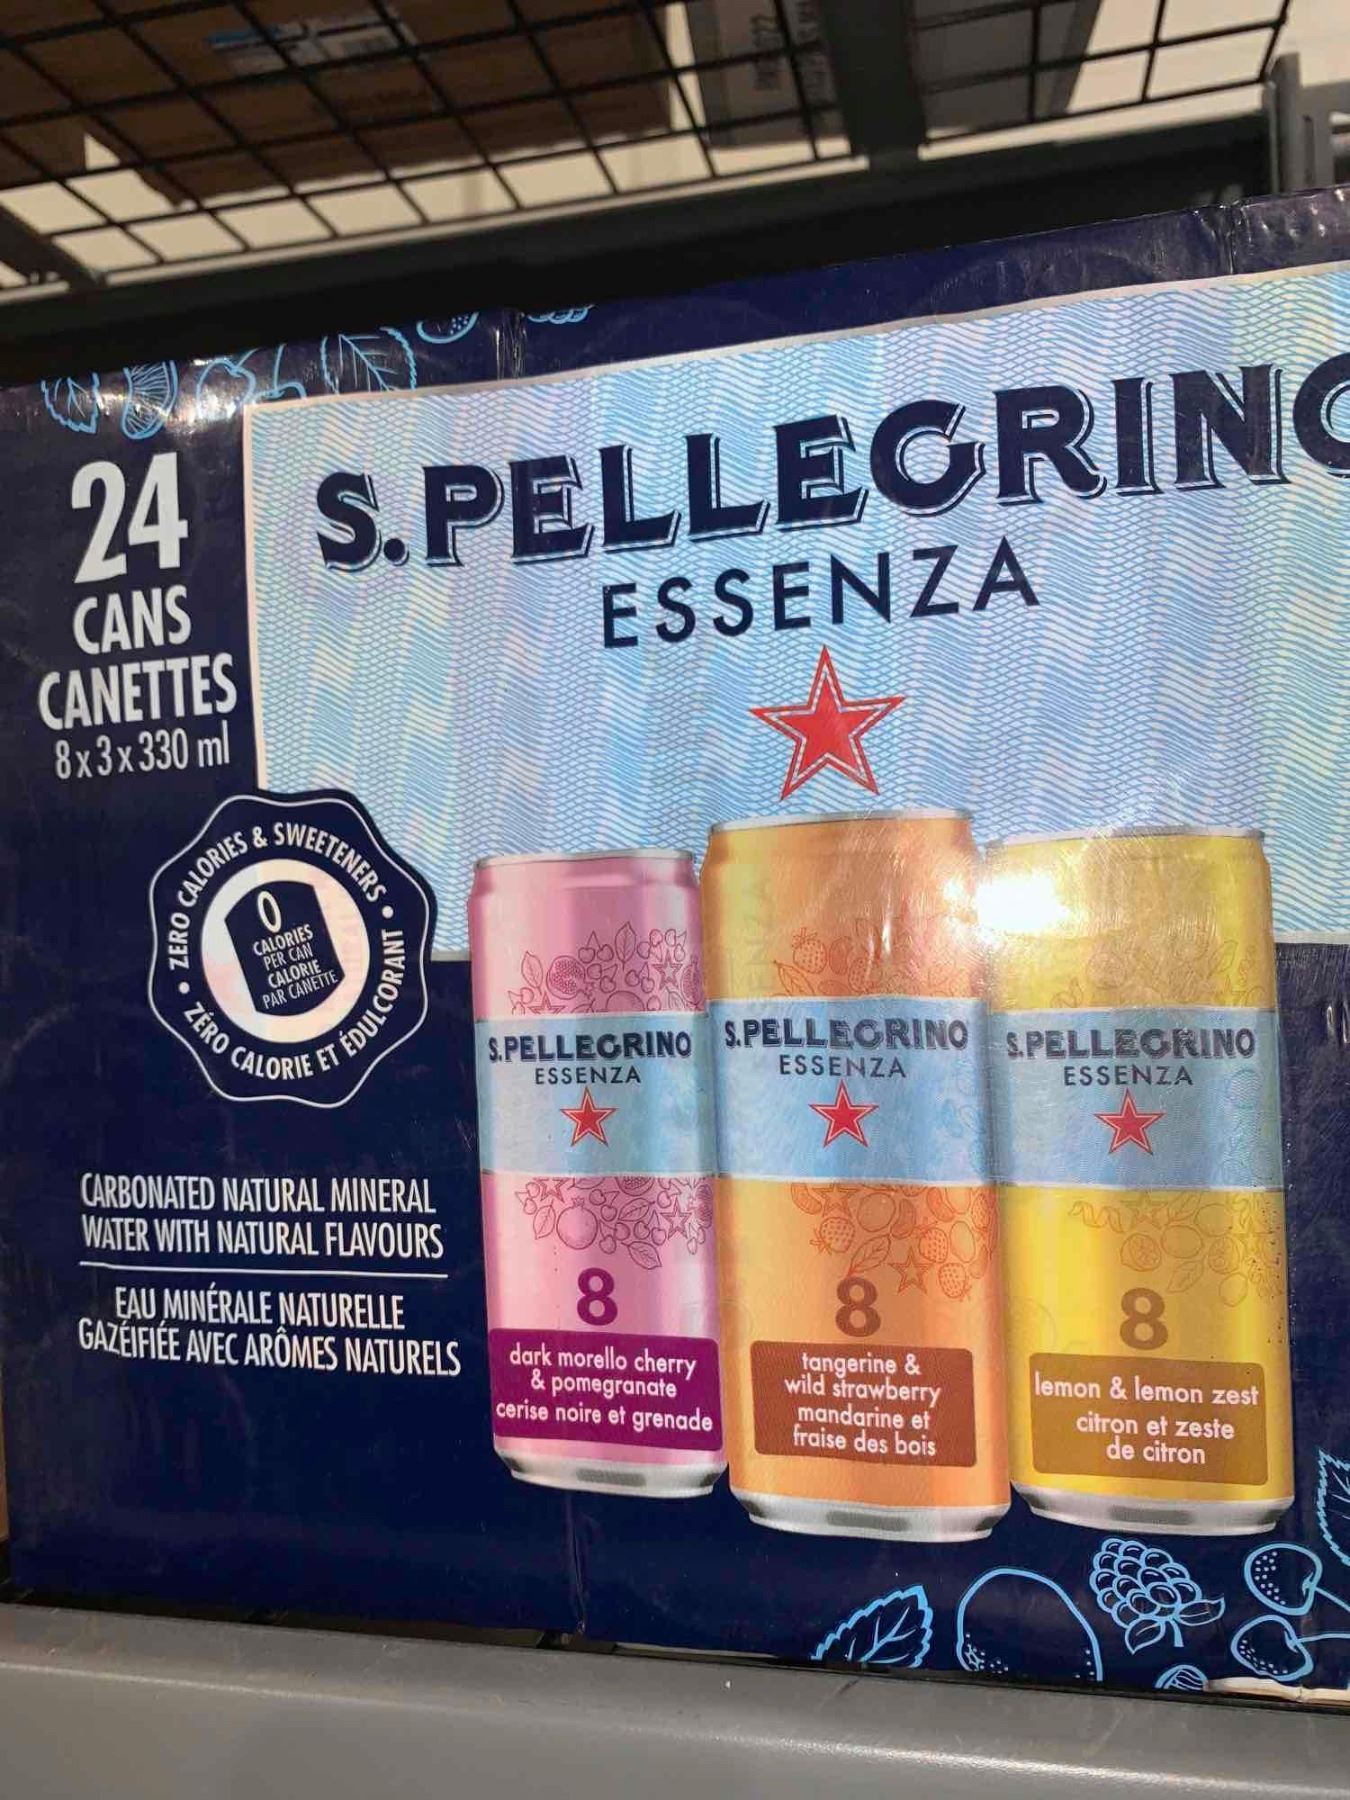 24
CANS
CANETTES
8 x 3 x 330 ml
S.PELLEGRINO
ESSENZA
ZERO CALORIES & SWEETENERS •
ZÉRO CALORIE ET ÉDULCORANT •
0
CALORIES
PER CAN
CALORIE
PAR CANETTE
CARBONATED NATURAL MINERAL
WATER WITH NATURAL FLAVOURS
EAU MINÉRALE NATURELLE
GAZÉIFIÉE AVEC ARÔMES NATURELS
S.PELLEGRINO
ESSENZA
8
dark morello cherry
& pomegranate
cerise noire et grenade
S.PELLEGRINO
ESSENZA
8
tangerine &
wild strawberry
mandarine et
fraise des bois
S.PELLEGRINO
ESSENZA
8
lemon & lemon zest
citron et zeste
de citron